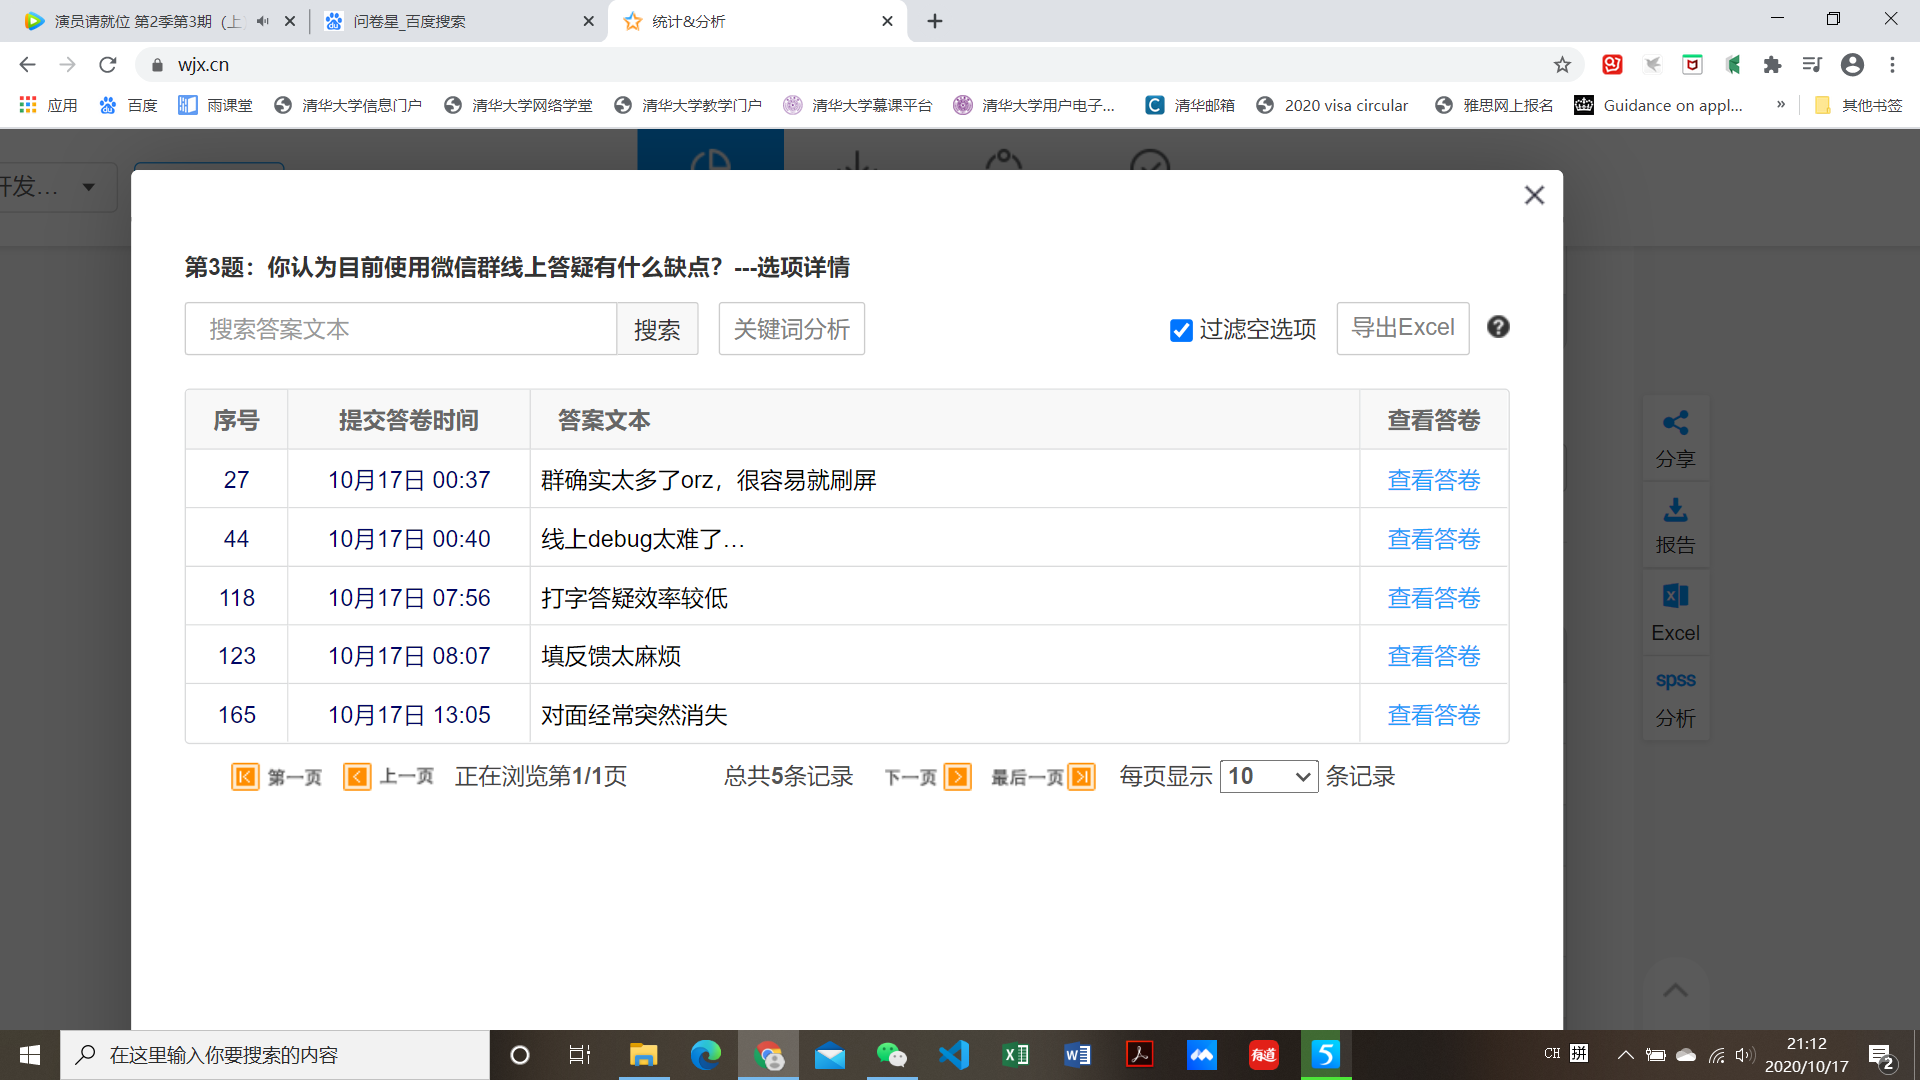 演员请就位 第2季第3期（上
问卷星_百度搜索
统计&分析
wjx.cn
应用
百度
雨课堂
清华大学信息门户
清华大学网络学堂
清华大学教学门户
清华大学慕课平台
清华大学用户电子...
清华邮箱
2020 visa circular
雅思网上报名
Guidance on appl...
»
其他书签
开发...
第3题：你认为目前使用微信群线上答疑有什么缺点？---选项详情
搜索答案文本
搜索
关键词分析
过滤空选项
导出Excel
序号 提交答卷时间 答案文本 查看答卷
27 10月17日 00:37 群确实太多了orz，很容易就刷屏 查看答卷
44 10月17日 00:40 线上debug太难了… 查看答卷
118 10月17日 07:56 打字答疑效率较低 查看答卷
123 10月17日 08:07 填反馈太麻烦 查看答卷
165 10月17日 13:05 对面经常突然消失 查看答卷
第一页 上一页 正在浏览第1/1页 总共5条记录 下一页 最后一页 每页显示 10 条记录
分享
报告
Excel
spss
分析
在这里输入你要搜索的内容
有道
5
CH 拼
21:12
2020/10/17
2